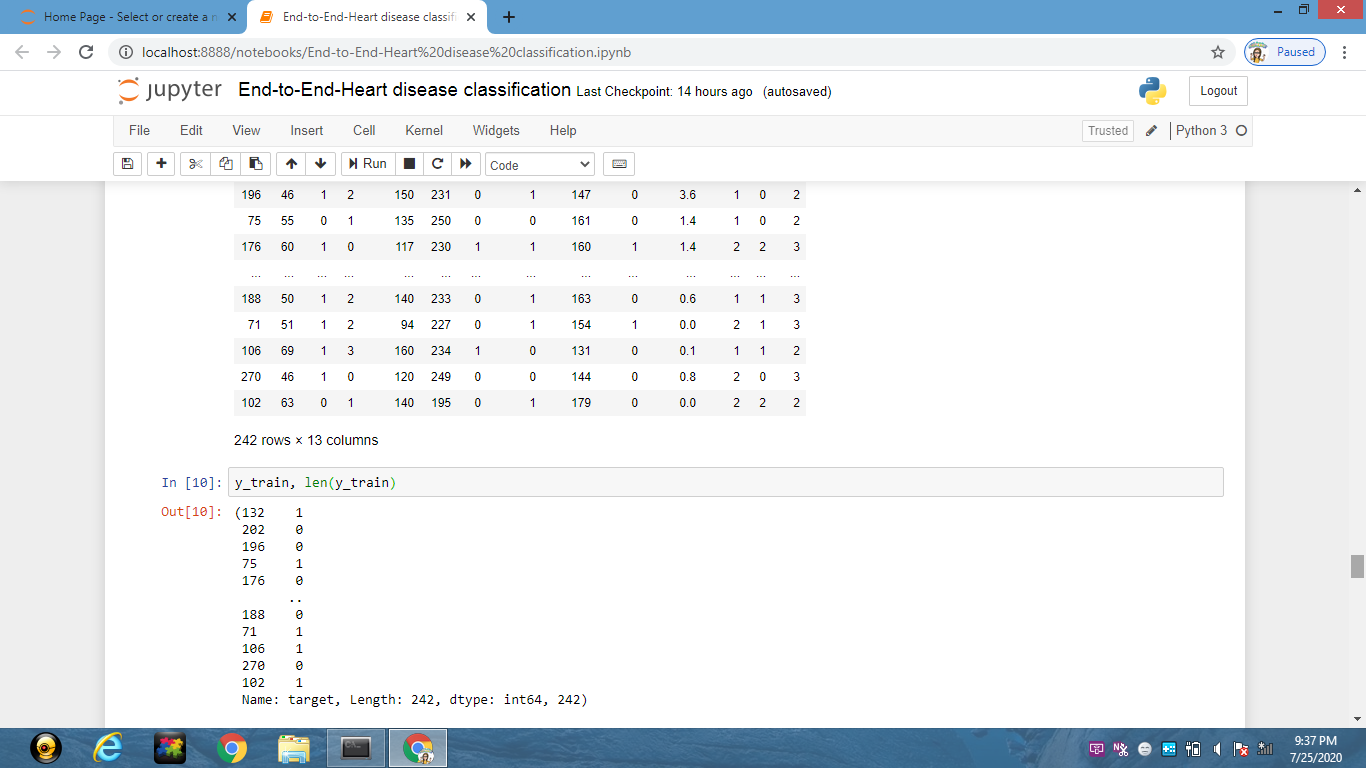 Home Page - Select or create a n
End-to-End-Heart disease classifi
localhost:8888/notebooks/End-to-End-Heart%20disease%20classification.ipynb
Paused
jupyter End-to-End-Heart disease classification Last Checkpoint: 14 hours ago (autosaved)
Logout
File Edit View Insert Cell Kernel Widgets Help
Trusted
Python 3
Run
Code
196 46 1 2 150 231 0 1 147 0 3.6 1 0 2
75 55 0 1 135 250 0 0 161 0 1.4 1 0 2
176 60 1 0 117 230 1 1 160 1 1.4 2 2 3
... ... ... ... ... ... ... ... ... ... ... ... ... ...
188 50 1 2 140 233 0 1 163 0 0.6 1 1 3
71 51 1 2 94 227 0 1 154 1 0.0 2 1 3
106 69 1 3 160 234 1 0 131 0 0.1 1 1 2
270 46 1 0 120 249 0 0 144 0 0.8 2 0 3
102 63 0 1 140 195 0 1 179 0 0.0 2 2 2
242 rows × 13 columns
In [10]: y_train, len(y_train)
Out[10]: (132 1
202 0
196 0
75 1
176 0
..
188 0
71 1
106 1
270 0
102 1
Name: target, Length: 242, dtype: int64, 242)
9:37 PM
7/25/2020